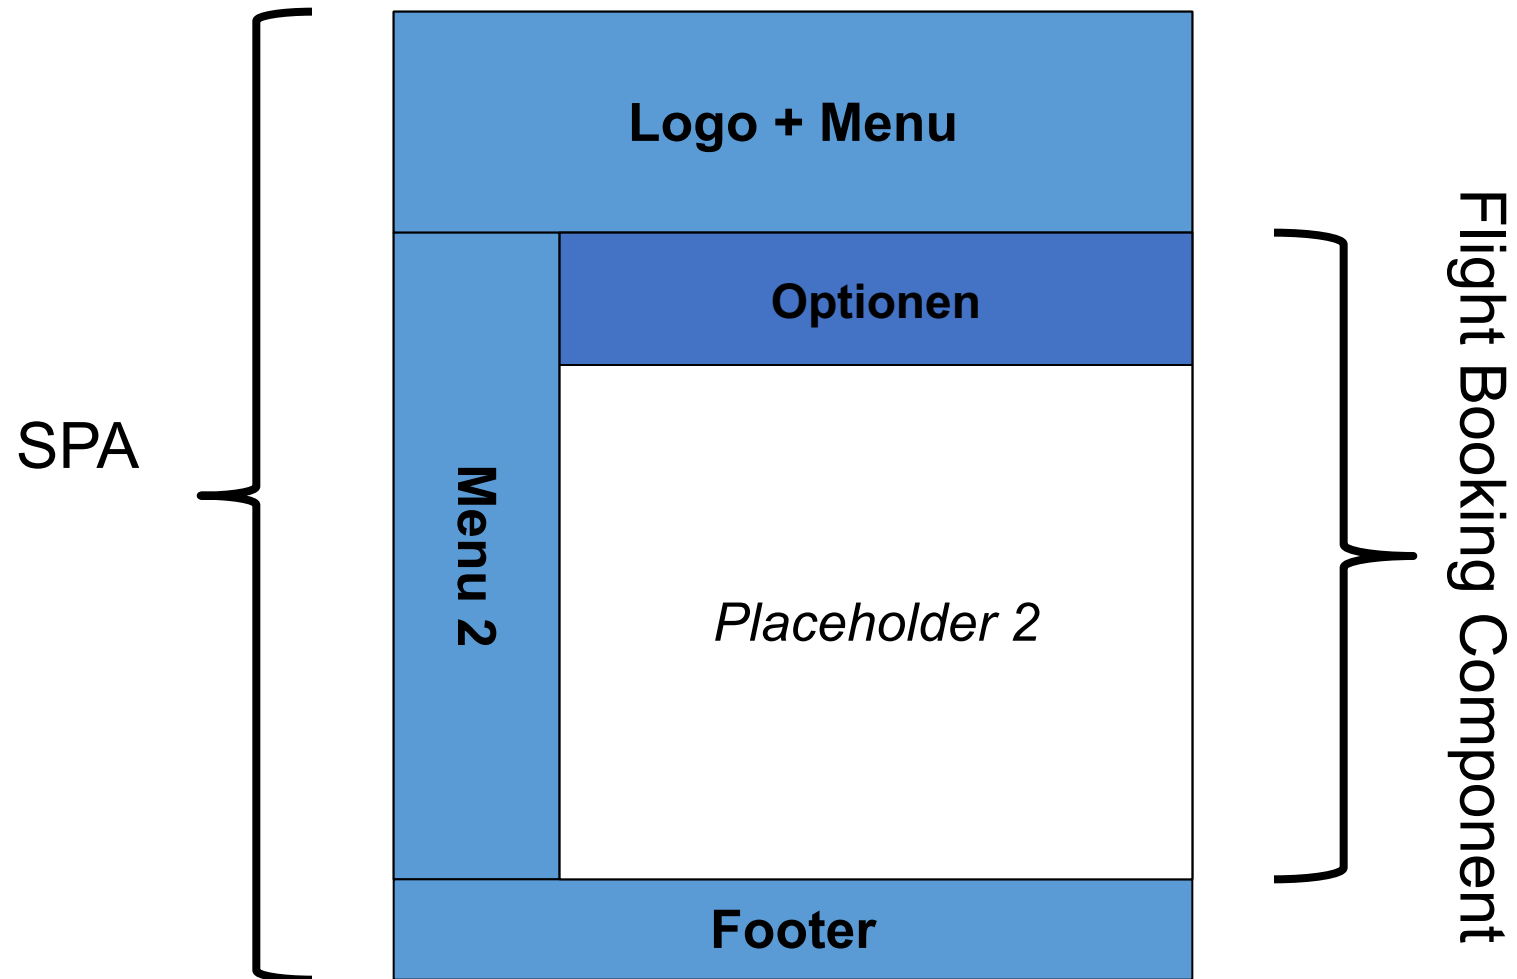 Logo + Menu
SPA
Menu 2
Optionen
Placeholder 2
Flight Booking Component
Footer